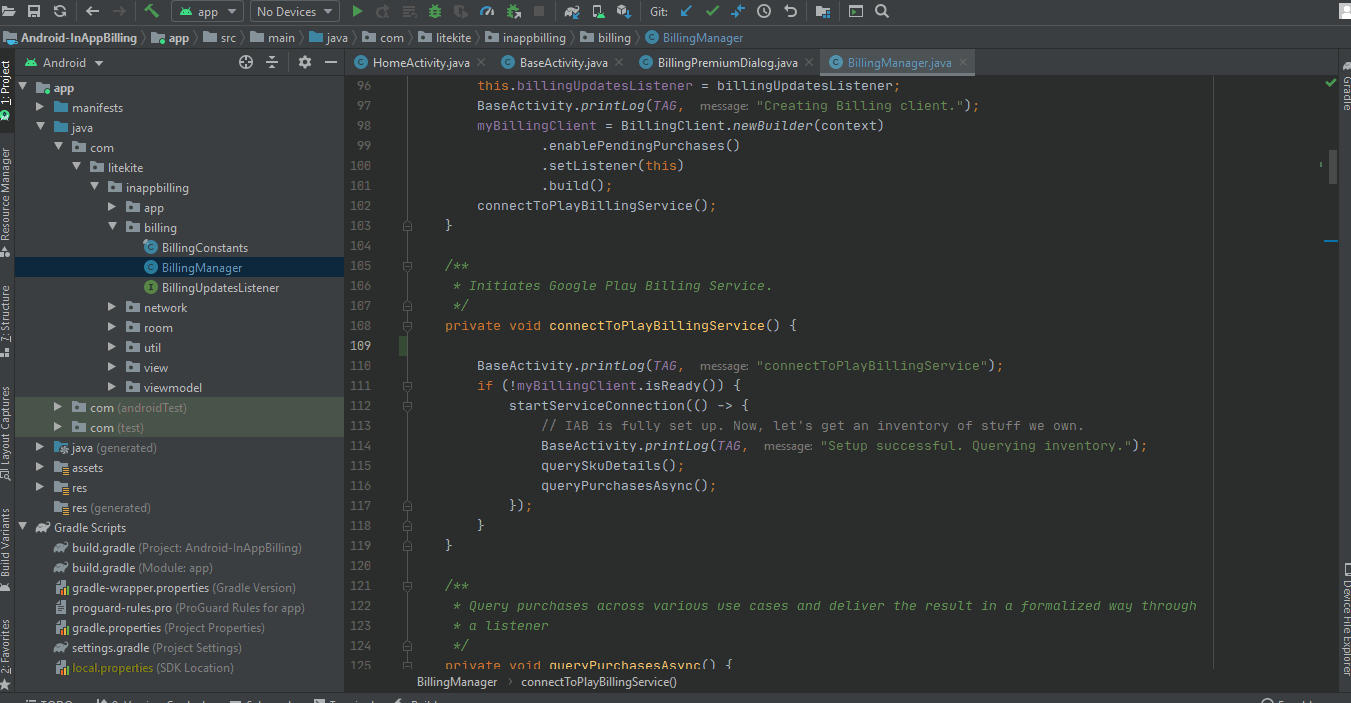 app
No Devices
Git:
Android-InAppBilling
app
src
main
java
com
litekite
inappbilling
billing
BillingManager
Android
HomeActivity.java
BaseActivity.java
BillingPremiumDialog.java
BillingManager.java
1: Project
Resource Manager
7: Structure
Layout Captures
Build Variants
2: Favorites
app
manifests
java
com
litekite
inappbilling
app
billing
BillingConstants
BillingManager
BillingUpdatesListener
network
room
util
view
viewmodel
com (androidTest)
com (test)
java (generated)
assets
res
res (generated)
Gradle Scripts
build.gradle (Project: Android-InAppBilling)
build.gradle (Module: app)
gradle-wrapper.properties (Gradle Version)
proguard-rules.pro (ProGuard Rules for app)
gradle.properties (Project Properties)
settings.gradle (Project Settings)
local.properties (SDK Location)
96 this.billingUpdatesListener = billingUpdatesListener;
97 BaseActivity.printLog(TAG, message: "Creating Billing client.");
98 myBillingClient = BillingClient.newBuilder(context)
99 .enablePendingPurchases()
100 .setListener(this)
101 .build();
102 connectToPlayBillingService();
103 }
104
105 /**
106 * Initiates Google Play Billing Service.
107 */
108 private void connectToPlayBillingService() {
109
110 BaseActivity.printLog(TAG, message: "connectToPlayBillingService");
111 if (!myBillingClient.isReady()) {
112 startServiceConnection(() -> {
113 // IAB is fully set up. Now, let's get an inventory of stuff we own.
114 BaseActivity.printLog(TAG, message: "Setup successful. Querying inventory.");
115 querySkuDetails();
116 queryPurchasesAsync();
117 });
118 }
119 }
120
121 /**
122 * Query purchases across various use cases and deliver the result in a formalized way through
123 * a listener
124 */
125 private void queryPurchasesAsync() {
BillingManager
connectToPlayBillingService()
Gradle
Device File Explorer